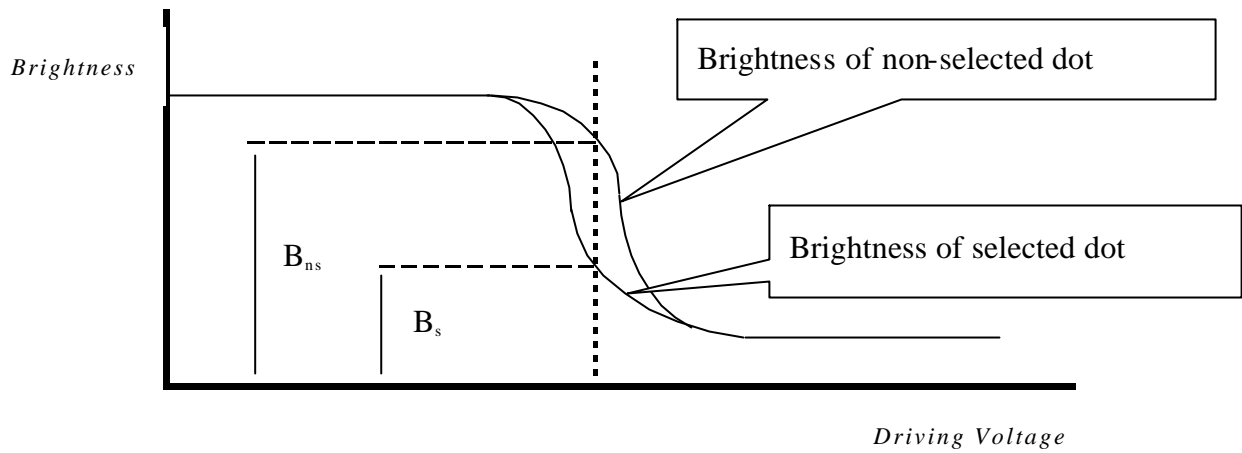 Brightness
Brightness of non-selected dot
Brightness of selected dot
Bns
Bs
Driving Voltage